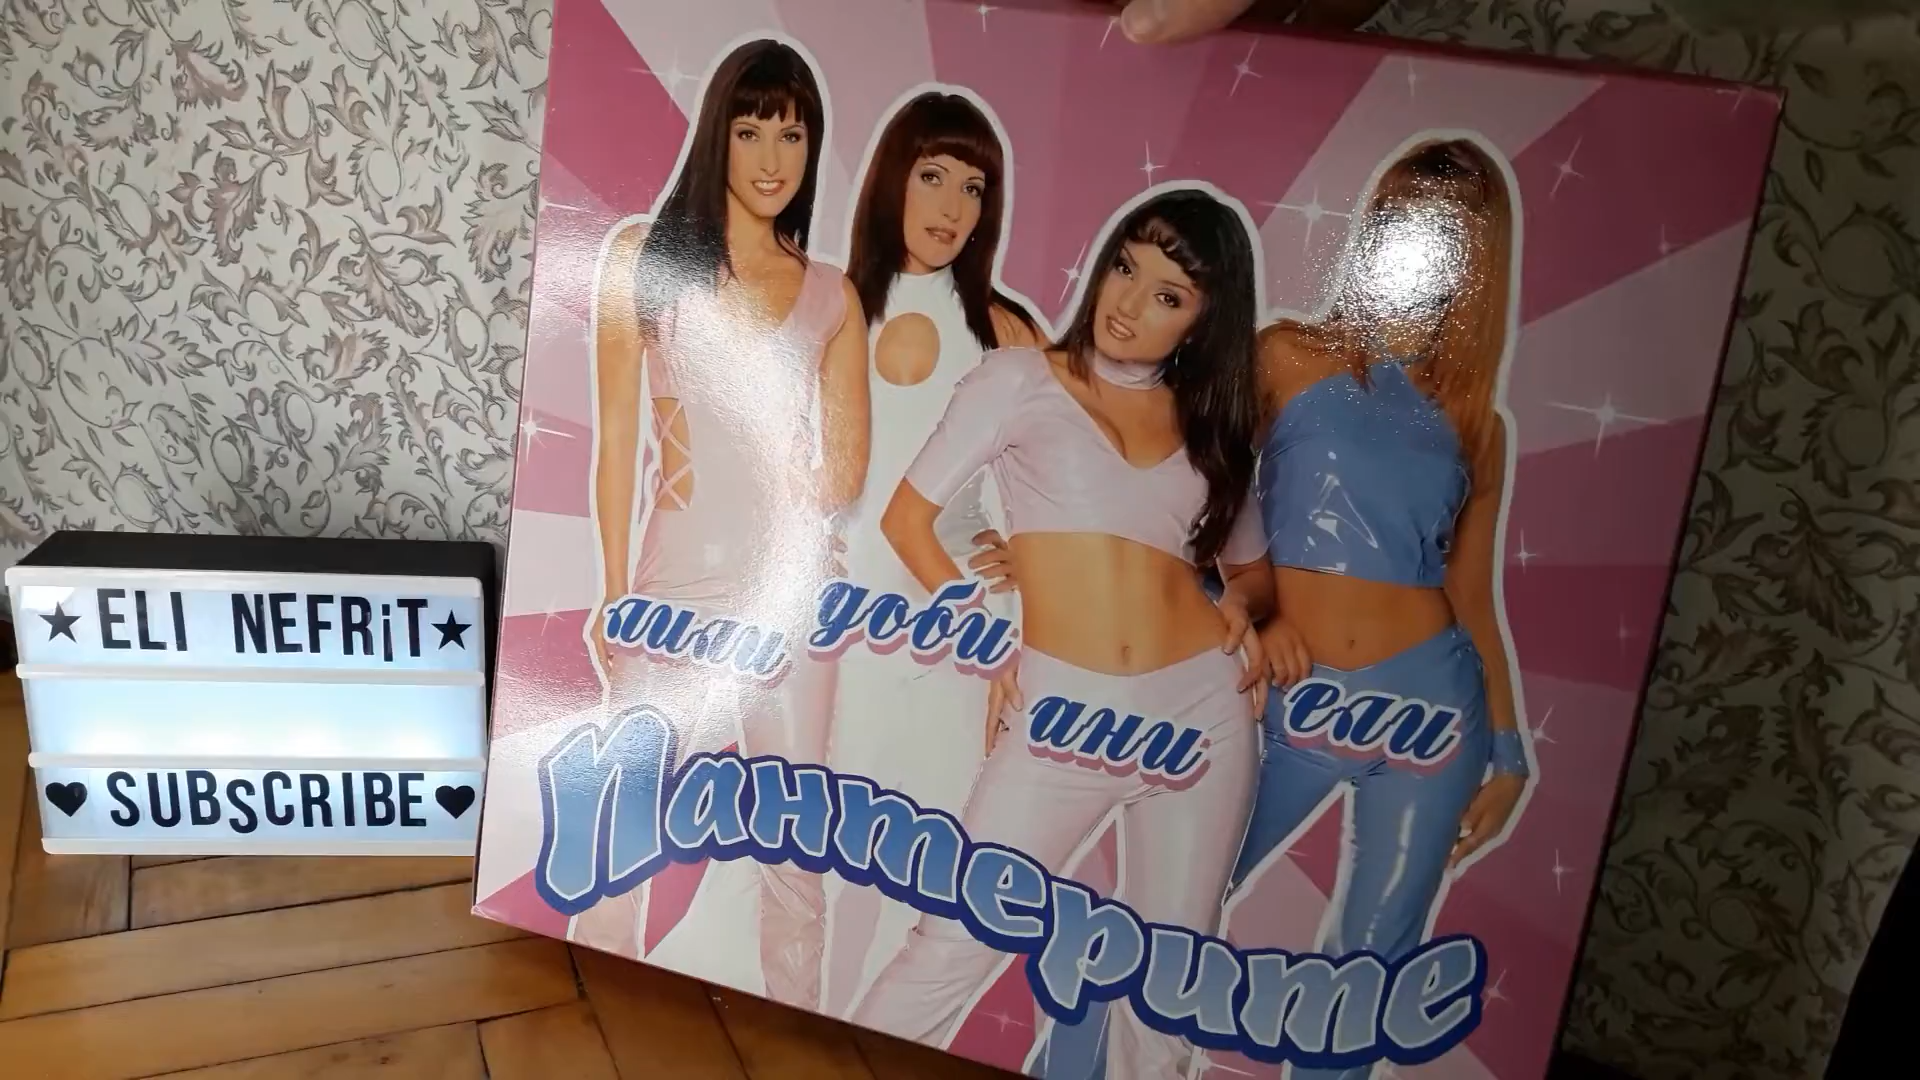 ★ELI NEFRiT★
♥SUBsCRIBE♥
лили
доби
ани
ели
Пантерите